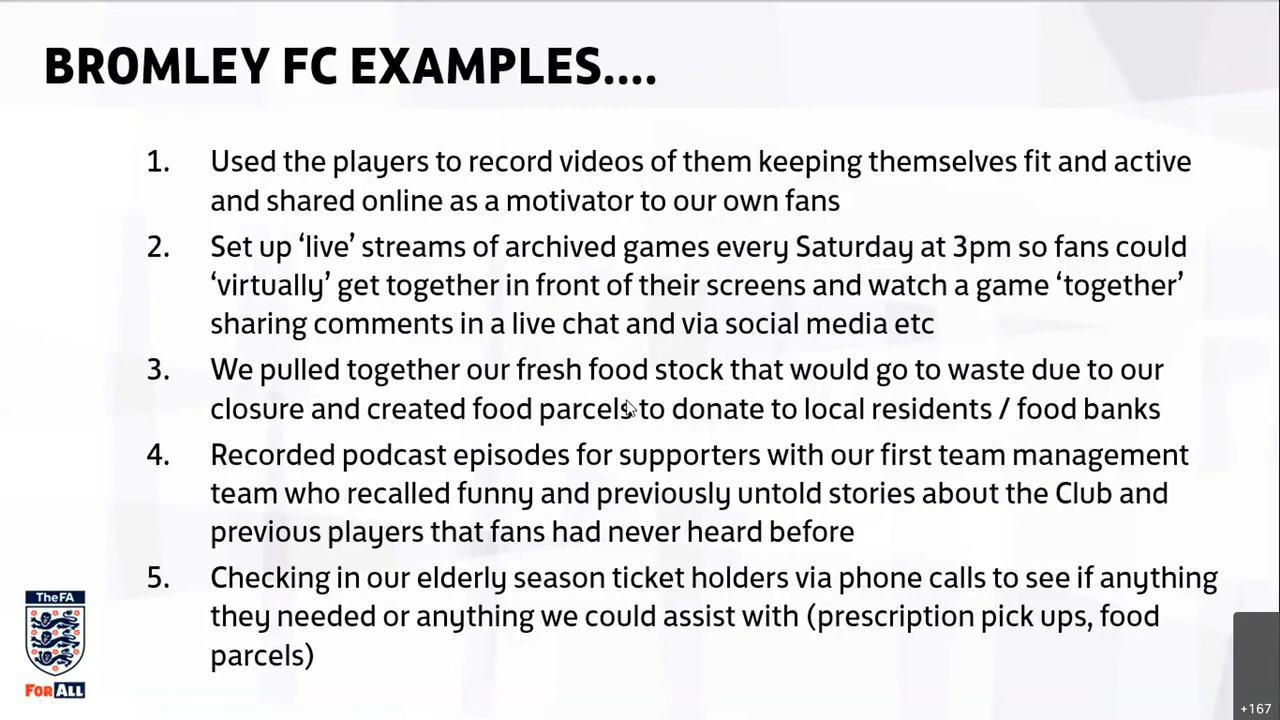 BROMLEY FC EXAMPLES....
1. Used the players to record videos of them keeping themselves fit and active
and shared online as a motivator to our own fans
2. Set up ‘live’ streams of archived games every Saturday at 3pm so fans could
‘virtually’ get together in front of their screens and watch a game ‘together’
sharing comments in a live chat and via social media etc
3. We pulled together our fresh food stock that would go to waste due to our
closure and created food parcels to donate to local residents / food banks
4. Recorded podcast episodes for supporters with our first team management
team who recalled funny and previously untold stories about the Club and
previous players that fans had never heard before
5. Checking in our elderly season ticket holders via phone calls to see if anything
they needed or anything we could assist with (prescription pick ups, food
parcels)
The FA
FOR ALL
+167